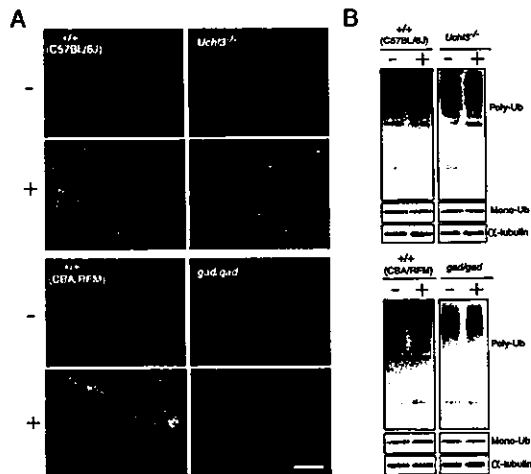 A
+/+
(C57BL/6J)
Uchl3-/-
-
+
+/+
(CBA/RFM)
gad/gad
-
+
B
+/+
(C57BL/6J)
Uchl3-/-
- + - +
Poly-Ub
Mono-Ub
α-tubulin
+/+
(CBA/RFM)
gad/gad
- + - +
Poly-Ub
Mono-Ub
α-tubulin